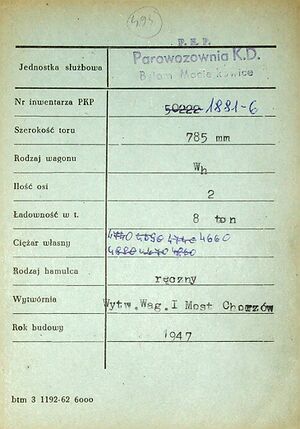 393
P.K.P.
Jednostka służbowa
Parowozownia K.D.
Bytom Maciejkowice
Nr inwentarza PKP 50222 1881-6
Szerokość toru 785 mm
Rodzaj wagonu Wh
Ilość osi 2
Ładowność w t. 8 ton
Ciężar własny 4660
Rodzaj hamulca ręczny
Wytwórnia Wytw.Wag.I Most Chorzów
Rok budowy 1947
btm 3 1192-62 6000